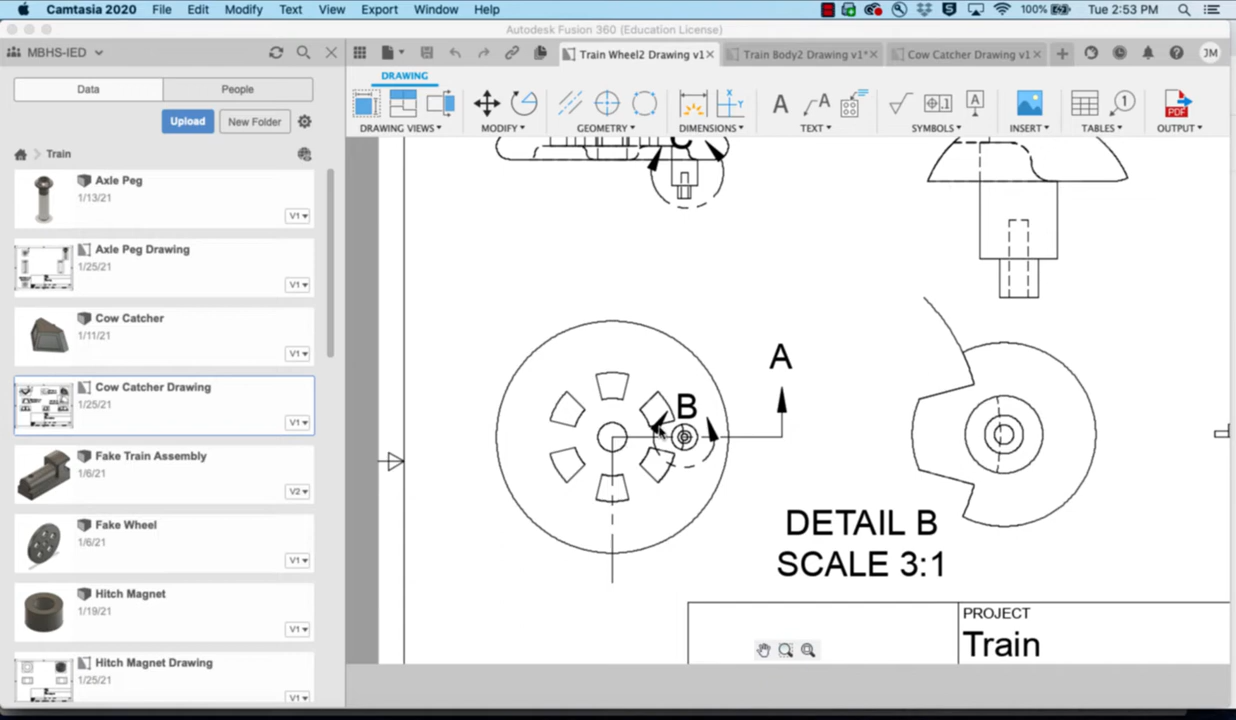 Camtasia 2020 File Edit Modify Text View Export Window Help 100% Tue 2:53 PM
Autodesk Fusion 360 (Education License)
MBHS-IED Train Wheel2 Drawing v1 Train Body2 Drawing v1* Cow Catcher Drawing v1 JM
DRAWING
Data People
Upload New Folder
DRAWING VIEWS MODIFY GEOMETRY DIMENSIONS TEXT SYMBOLS INSERT TABLES OUTPUT
PDF
Train
Axle Peg
1/13/21
V1
Axle Peg Drawing
1/25/21
V1
Cow Catcher
1/11/21
V1
Cow Catcher Drawing
1/25/21
V1
Fake Train Assembly
1/6/21
V2
Fake Wheel
1/6/21
V1
Hitch Magnet
1/19/21
V1
Hitch Magnet Drawing
1/25/21
V1
C
A
B
DETAIL B
SCALE 3:1
PROJECT
Train